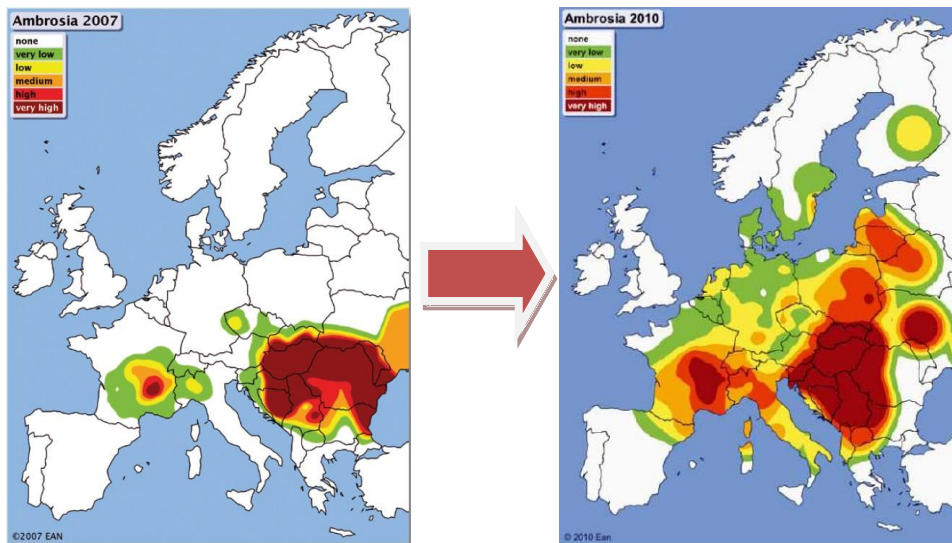 Ambrosia 2007
none
very low
low
medium
high
very high
©2007 EAN
Ambrosia 2010
none
very low
low
medium
high
very high
© 2010 Ean